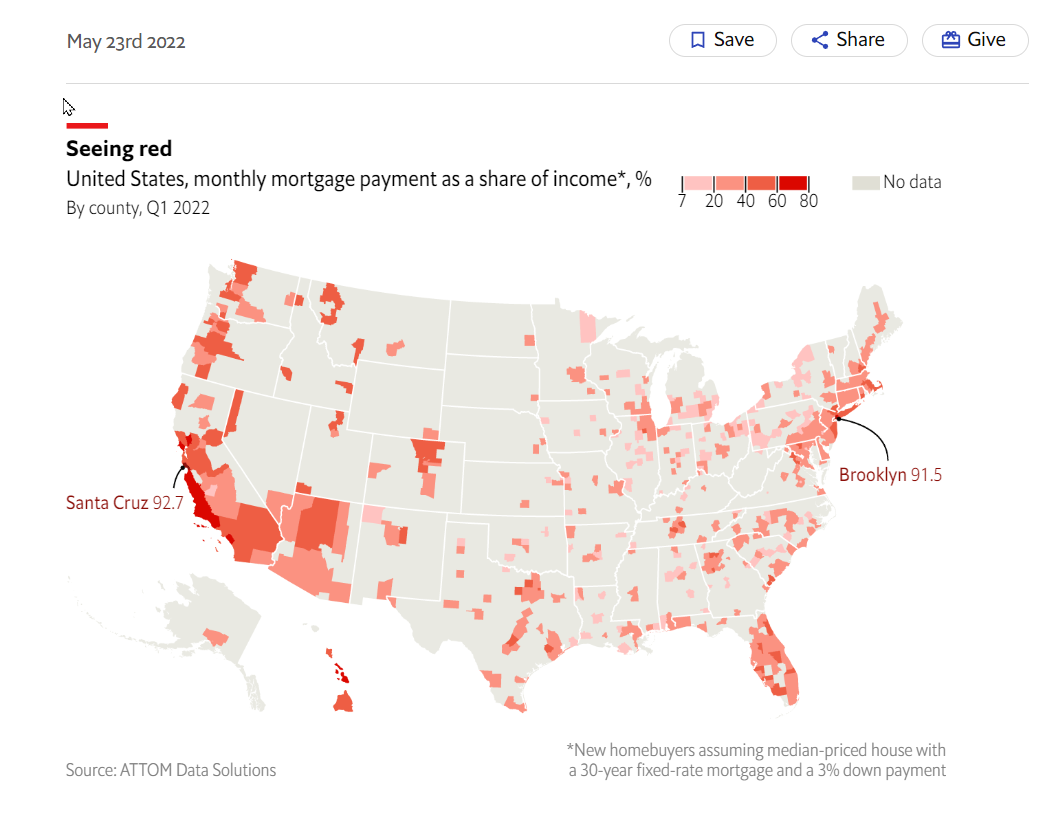 May 23rd 2022
Save
Share
Give
Seeing red
United States, monthly mortgage payment as a share of income*, %
By county, Q1 2022
7 20 40 60 80
No data
Santa Cruz 92.7
Brooklyn 91.5
*New homebuyers assuming median-priced house with
a 30-year fixed-rate mortgage and a 3% down payment
Source: ATTOM Data Solutions